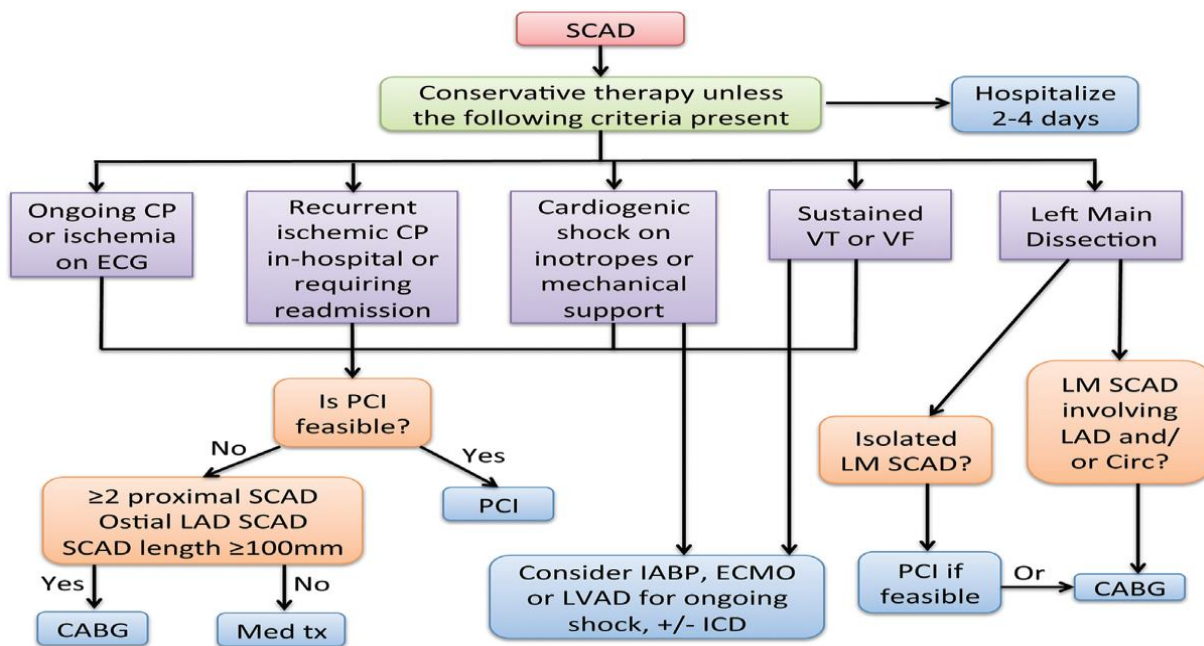 SCAD
Conservative therapy unless
the following criteria present
Hospitalize
2-4 days
Ongoing CP
or ischemia
on ECG
Recurrent
ischemic CP
in-hospital or
requiring
readmission
Cardiogenic
shock on
inotropes or
mechanical
support
Sustained
VT or VF
Left Main
Dissection
Is PCI
feasible?
No
Yes
≥2 proximal SCAD
Ostial LAD SCAD
SCAD length ≥100mm
PCI
Yes
No
CABG
Med tx
Consider IABP, ECMO
or LVAD for ongoing
shock, +/- ICD
Isolated
LM SCAD?
LM SCAD
involving
LAD and/
or Circ?
PCI if
feasible
Or
CABG